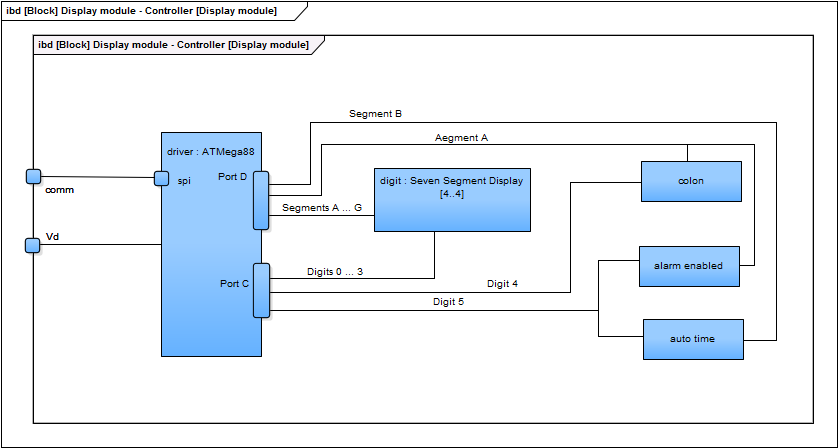 ibd [Block] Display module - Controller [Display module]
ibd [Block] Display module - Controller [Display module]
Segment B
Aegment A
driver : ATMega88
Port D
spi
comm
digit : Seven Segment Display
[4..4]
colon
Segments A ... G
Vd
Digits 0 ... 3
alarm enabled
Port C
Digit 4
Digit 5
auto time